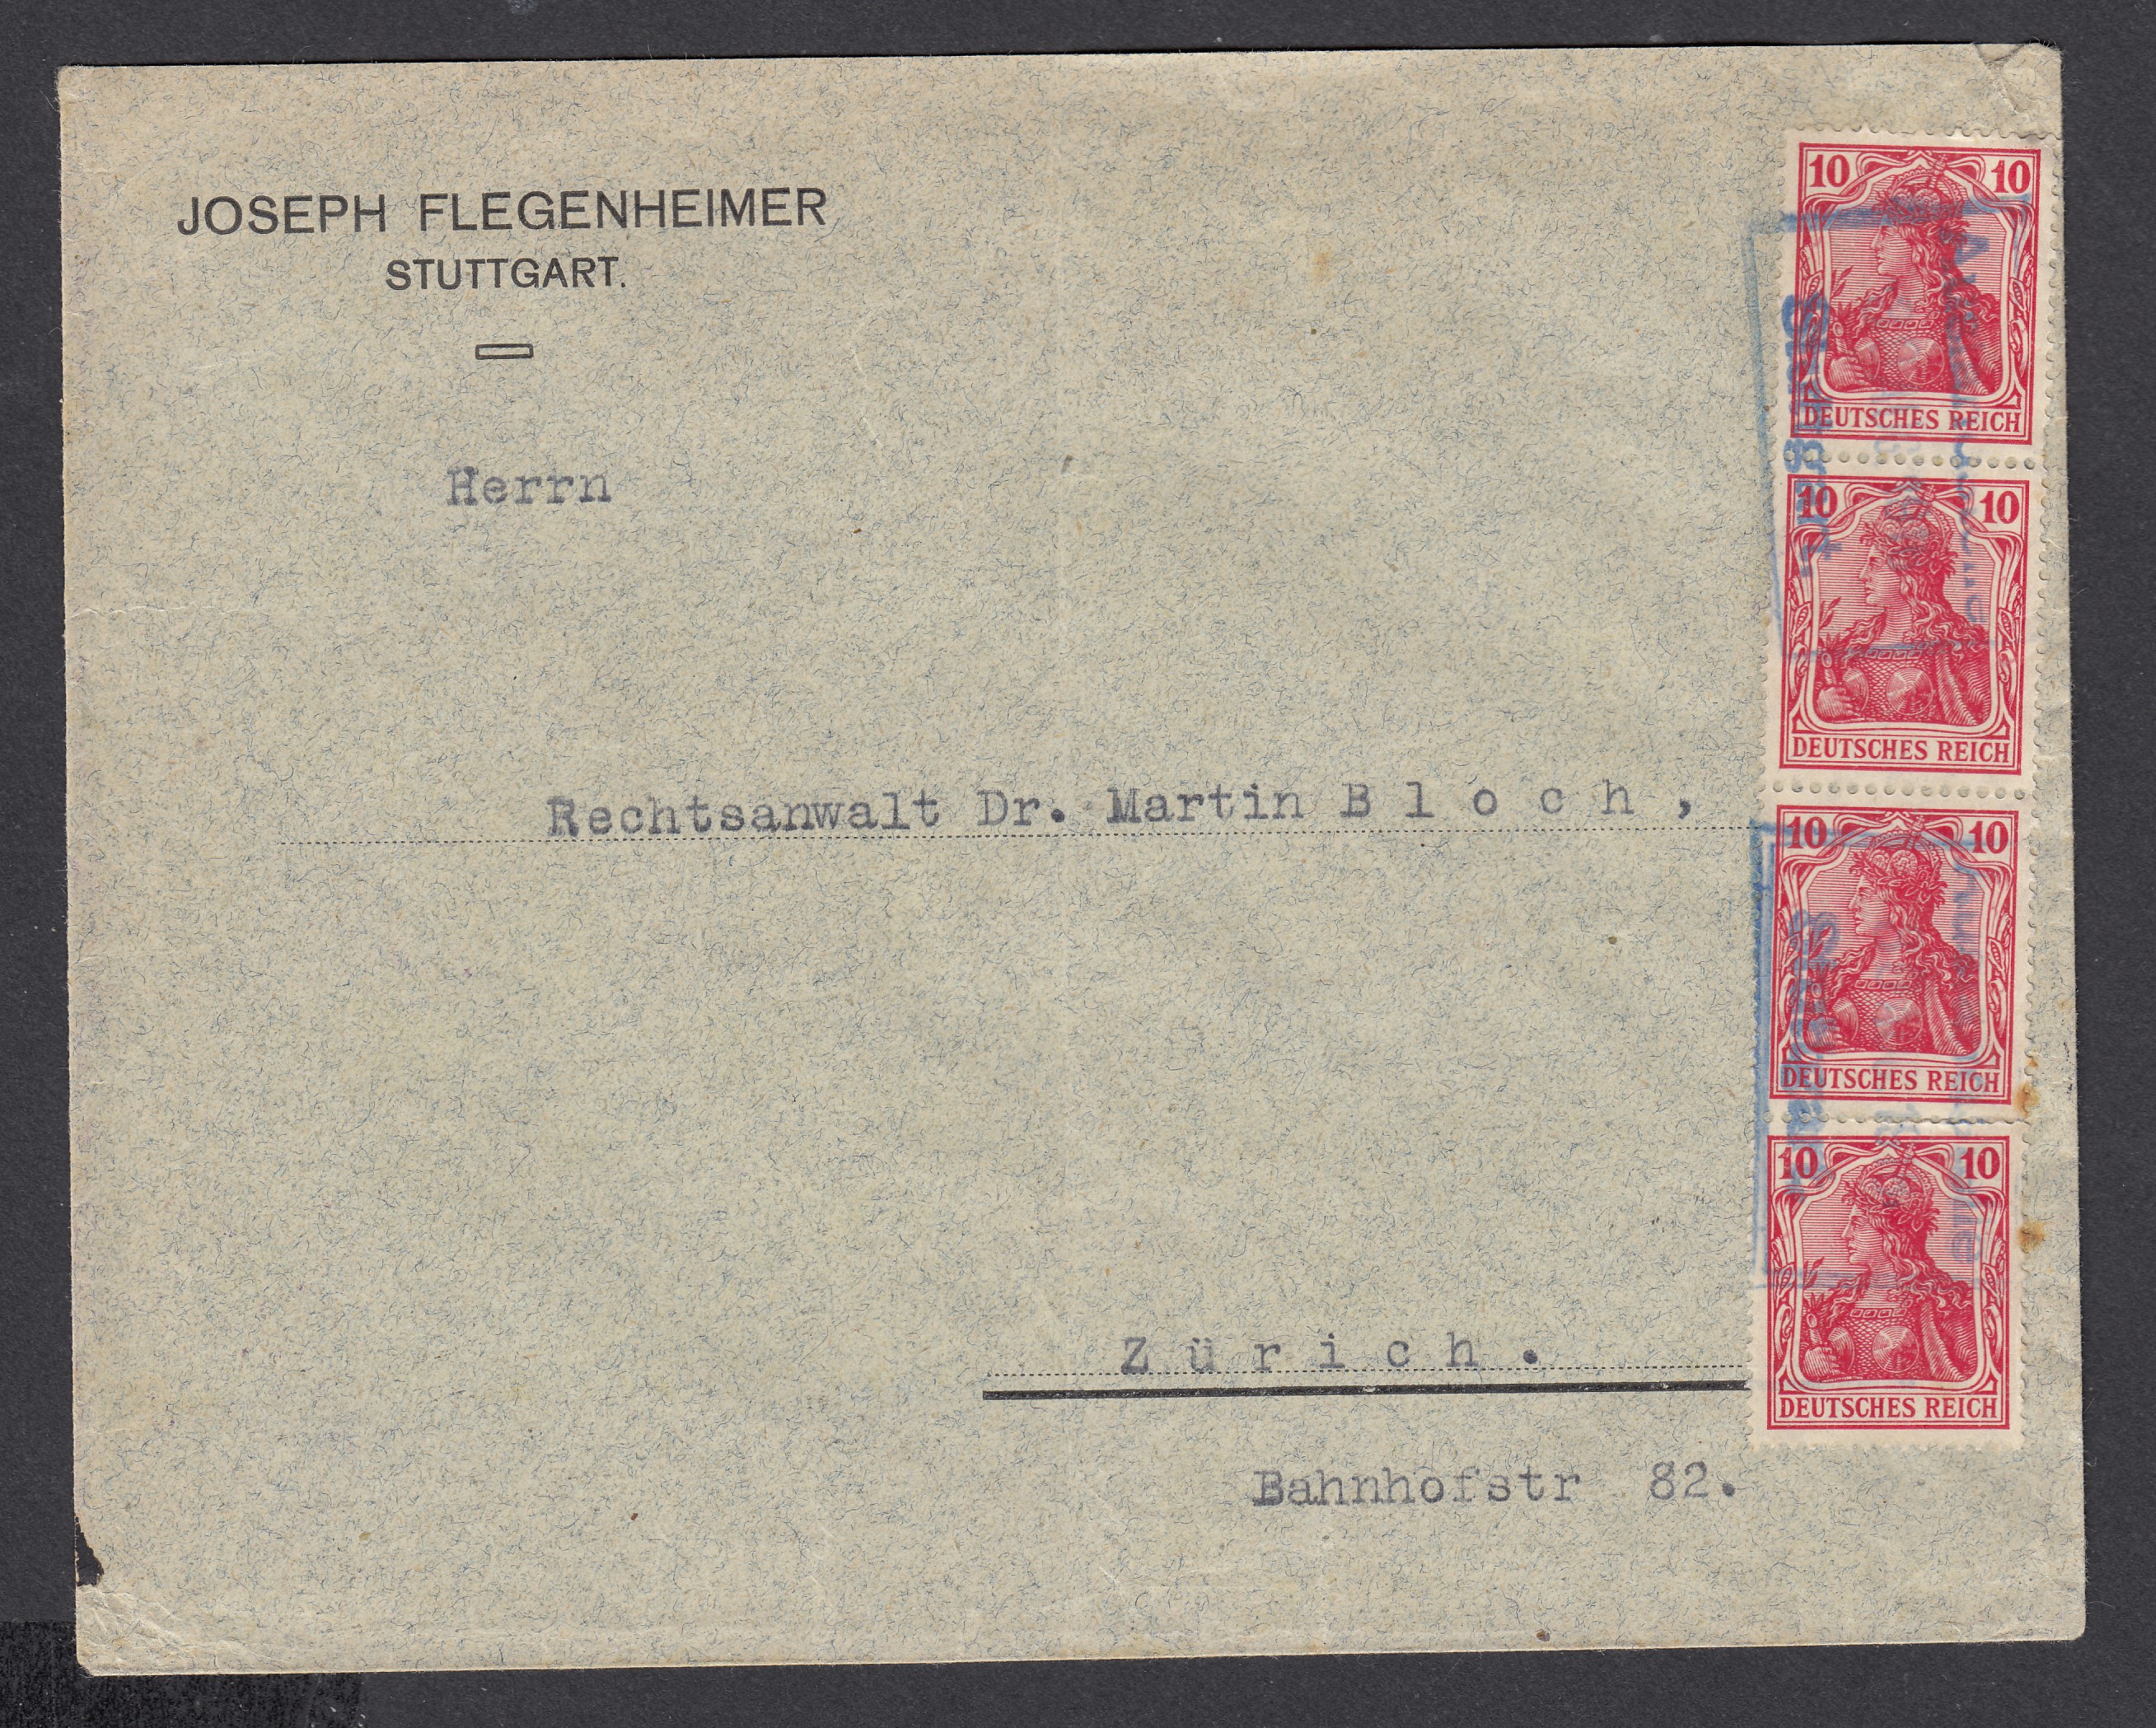 JOSEPH FLEGENHEIMER
STUTTGART.
Herrn
Rechtsanwalt Dr. Martin B l o c h ,
Z ü r i c h .
Bahnhofstr 82.
10 10
DEUTSCHES REICH
10 10
DEUTSCHES REICH
10 10
DEUTSCHES REICH
10 10
DEUTSCHES REICH